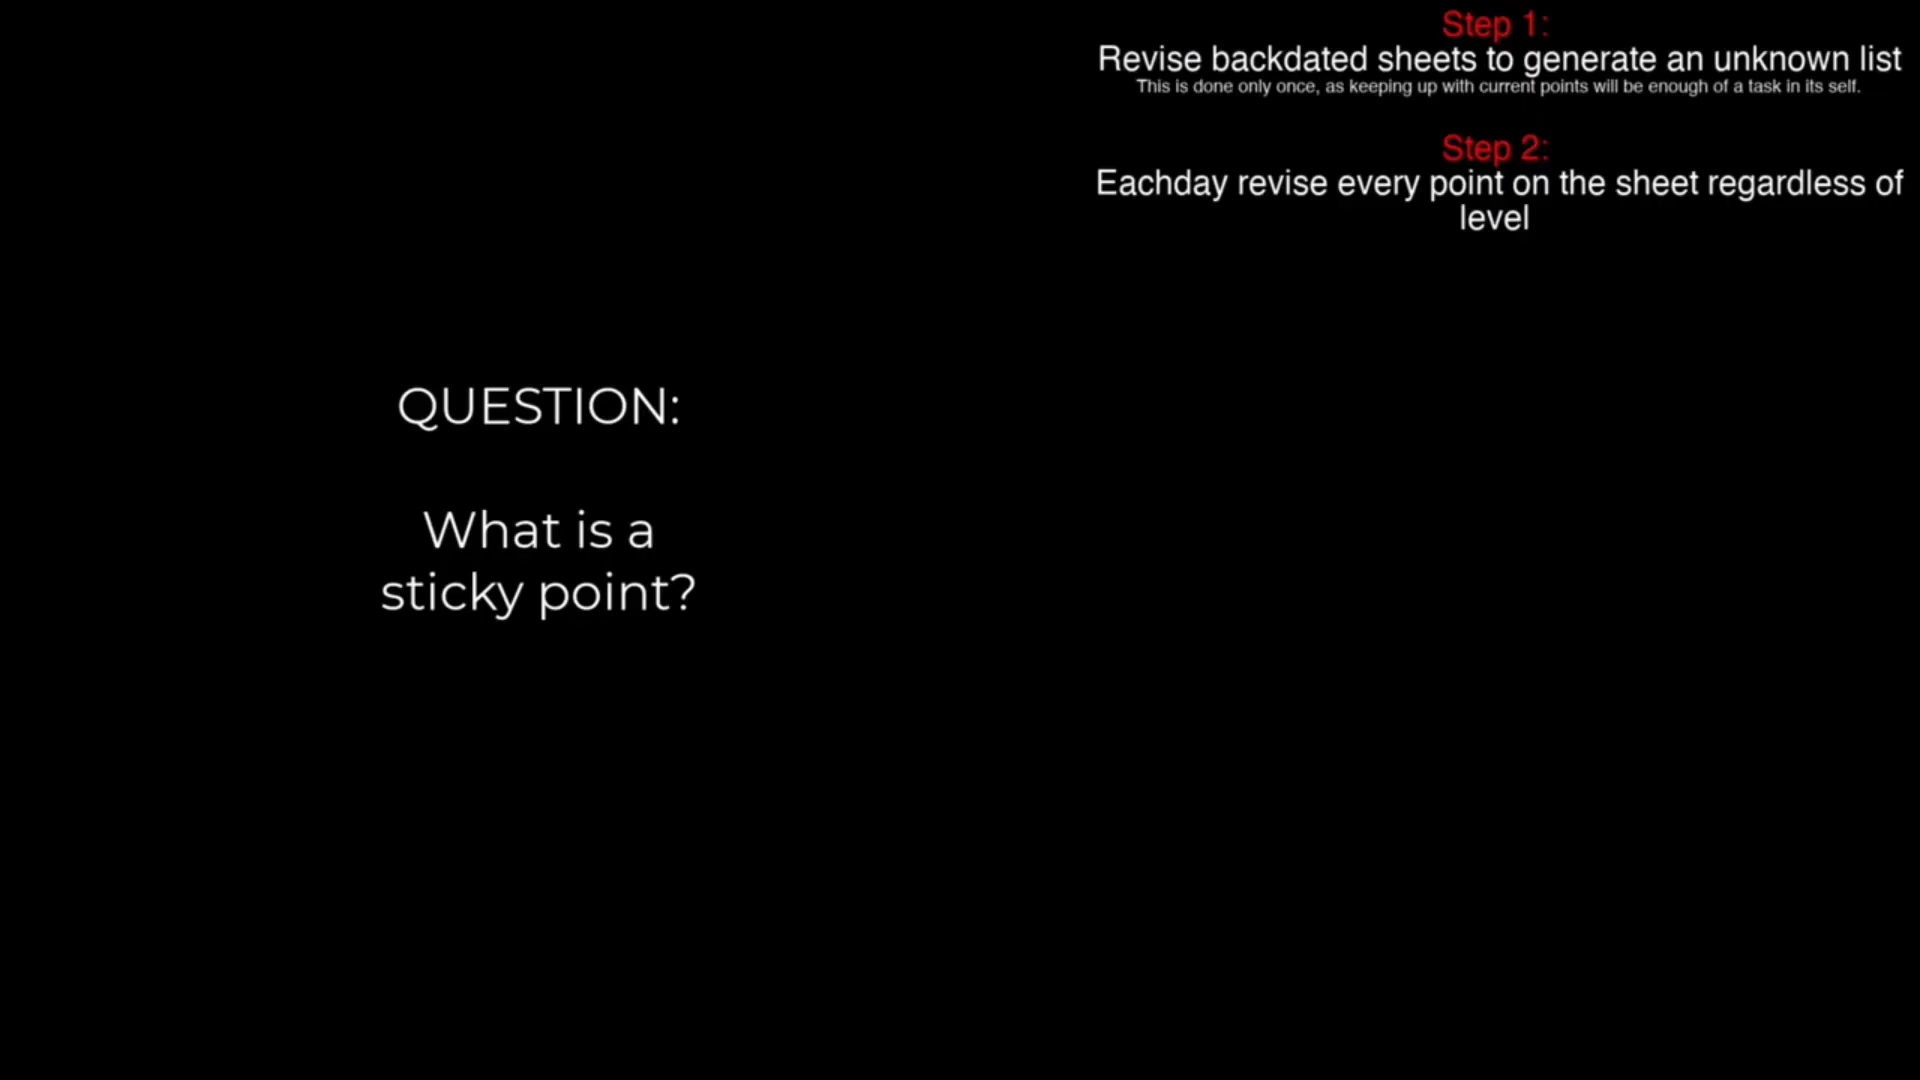 Step 1:
Revise backdated sheets to generate an unknown list
This is done only once, as keeping up with current points will be enough of a task in its self.
Step 2:
Eachday revise every point on the sheet regardless of
level
QUESTION:
What is a
sticky point?